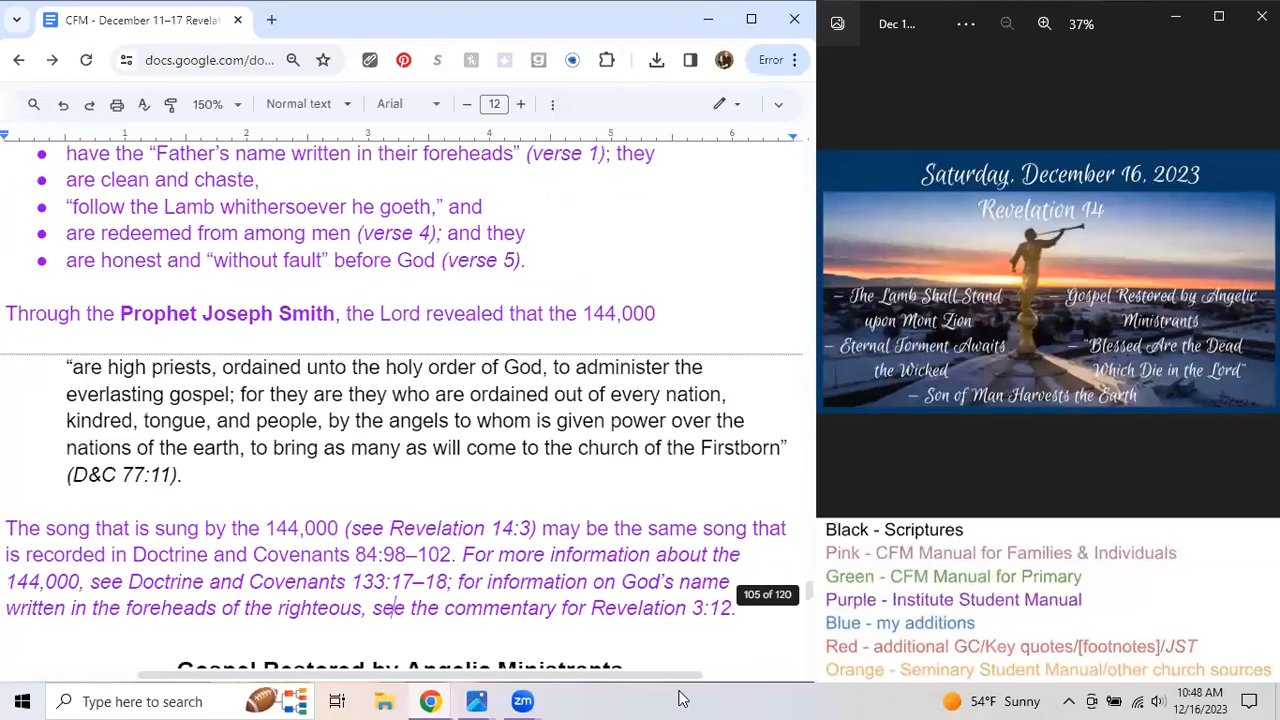 CFM - December 11–17 Revelat
docs.google.com/do...
Error
150%
Normal text
Arial
12
1 2 3 4 5 6
● have the “Father’s name written in their foreheads” (verse 1); they
● are clean and chaste,
● “follow the Lamb whithersoever he goeth,” and
● are redeemed from among men (verse 4); and they
● are honest and “without fault” before God (verse 5).
Through the Prophet Joseph Smith, the Lord revealed that the 144,000
“are high priests, ordained unto the holy order of God, to administer the
everlasting gospel; for they are they who are ordained out of every nation,
kindred, tongue, and people, by the angels to whom is given power over the
nations of the earth, to bring as many as will come to the church of the Firstborn”
(D&C 77:11).
The song that is sung by the 144,000 (see Revelation 14:3) may be the same song that
is recorded in Doctrine and Covenants 84:98–102. For more information about the
144,000, see Doctrine and Covenants 133:17–18; for information on God’s name
written in the foreheads of the righteous, see the commentary for Revelation 3:12.
105 of 120
Gospel Restored by Angelic Ministrants
Dec 1...
37%
Saturday, December 16, 2023
Revelation 14
– The Lamb Shall Stand
upon Mont Zion
– Eternal Torment Awaits
the Wicked
– Gospel Restored by Angelic
Ministrants
– "Blessed Are the Dead
Which Die in the Lord"
– Son of Man Harvests the Earth
Black - Scriptures
Pink - CFM Manual for Families & Individuals
Green - CFM Manual for Primary
Purple - Institute Student Manual
Blue - my additions
Red - additional GC/Key quotes/[footnotes]/JST
Orange - Seminary Student Manual/other church sources
Type here to search
zm
54°F Sunny
10:48 AM
12/16/2023